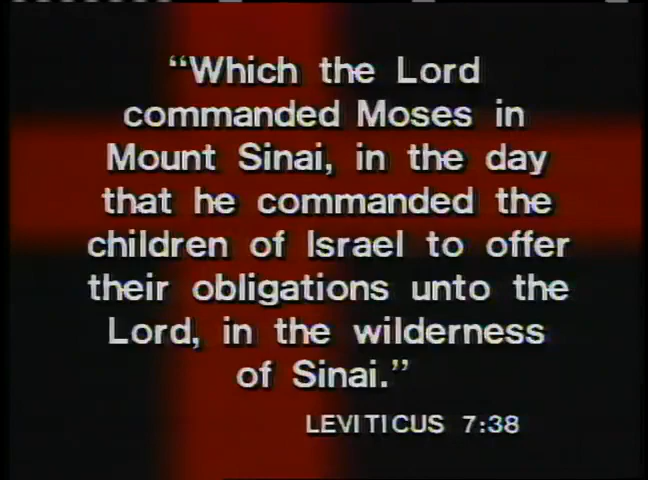 “Which the Lord
commanded Moses in
Mount Sinai, in the day
that he commanded the
children of Israel to offer
their obligations unto the
Lord, in the wilderness
of Sinai.”
LEVITICUS 7:38